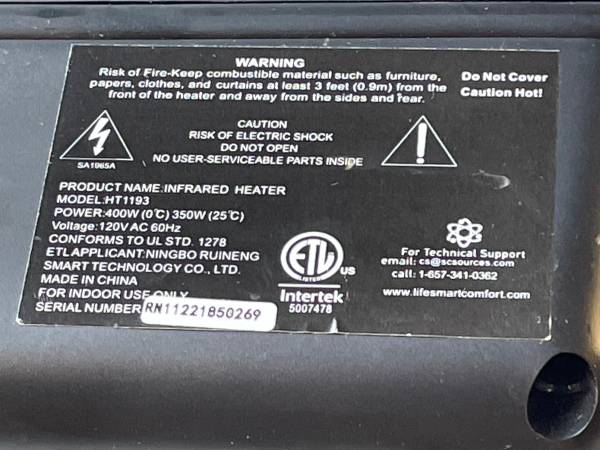 WARNING
Risk of Fire-Keep combustible material such as furniture,
papers, clothes, and curtains at least 3 feet (0.9m) from the
front of the heater and away from the sides and rear.
Do Not Cover
Caution Hot!
CAUTION
RISK OF ELECTRIC SHOCK
DO NOT OPEN
NO USER-SERVICEABLE PARTS INSIDE
SA1965A
PRODUCT NAME:INFRARED HEATER
MODEL:HT1193
POWER:400W (0℃) 350W (25℃)
Voltage:120V AC 60Hz
CONFORMS TO UL STD. 1278
ETL APPLICANT:NINGBO RUINENG
SMART TECHNOLOGY CO., LTD.
MADE IN CHINA
FOR INDOOR USE ONLY
SERIAL NUMBER RN11221850269
ETL
LISTED
US
Intertek
5007478
For Technical Support
email: cs@scsources.com
call: 1-657-341-0362
www.lifesmartcomfort.com